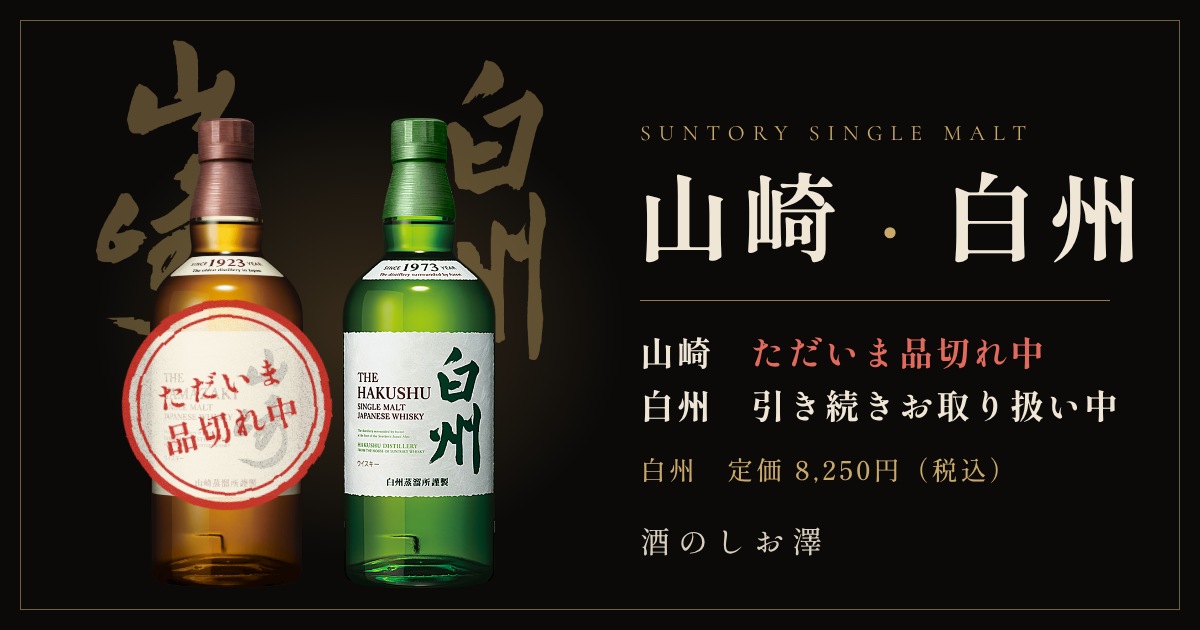 山崎
白州
SINCE 1923 YEAR
The oldest distillery in Japan
ただいま
品切れ中
山崎蒸溜所謹製
SINCE 1973 YEAR
The distillery surrounded by forest
THE
HAKUSHU
SINGLE MALT
JAPANESE WHISKY
白州
HAKUSHU DISTILLERY
ウイスキー
白州蒸溜所謹製
SUNTORY SINGLE MALT
山崎・白州
山崎 ただいま品切れ中
白州 引き続きお取り扱い中
白州 定価 8,250円（税込）
酒のしお澤